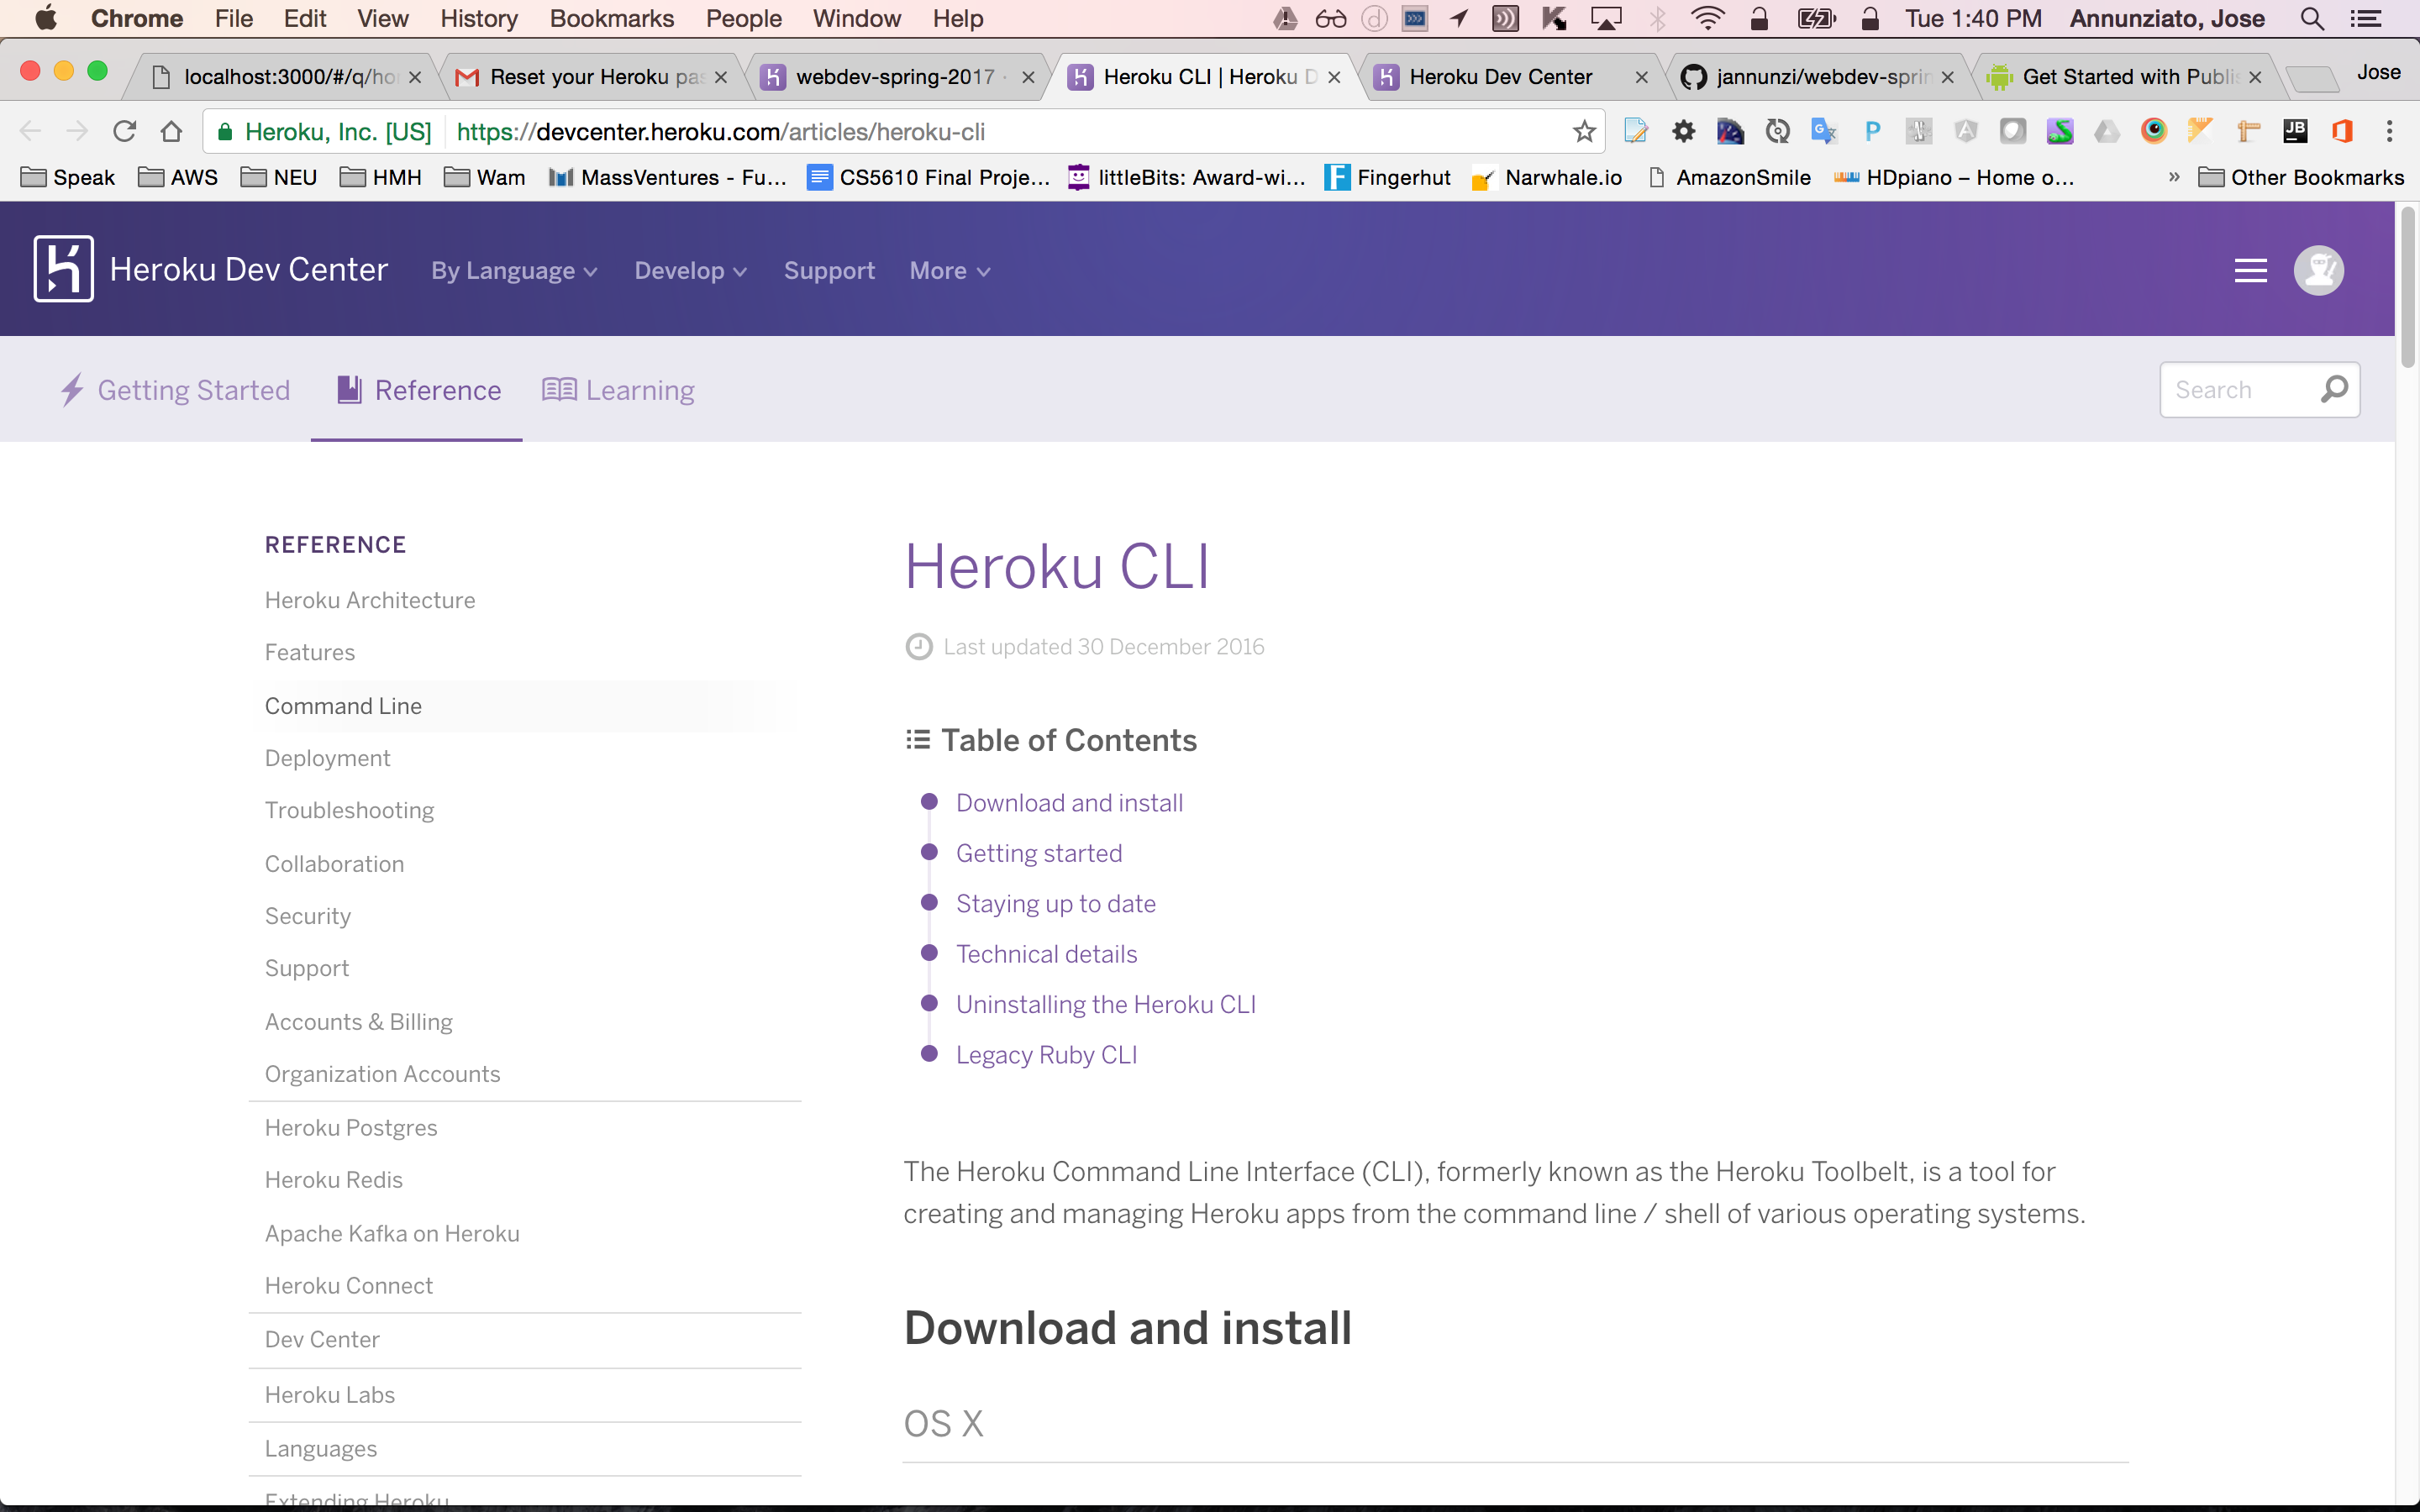 Chrome File Edit View History Bookmarks People Window Help Tue 1:40 PM Annunziato, Jose
localhost:3000/#/q/ho Reset your Heroku pas webdev-spring-2017 Heroku CLI | Heroku D Heroku Dev Center jannunzi/webdev-sprin Get Started with Publis Jose
Heroku, Inc. [US] https://devcenter.heroku.com/articles/heroku-cli
Speak AWS NEU HMH Wam MassVentures - Fu... CS5610 Final Proje... littleBits: Award-wi... Fingerhut Narwhale.io AmazonSmile HDpiano – Home o... » Other Bookmarks
Heroku Dev Center By Language Develop Support More
Getting Started Reference Learning Search
REFERENCE
Heroku Architecture
Features
Command Line
Deployment
Troubleshooting
Collaboration
Security
Support
Accounts & Billing
Organization Accounts
Heroku Postgres
Heroku Redis
Apache Kafka on Heroku
Heroku Connect
Dev Center
Heroku Labs
Languages
Extending Heroku
Heroku CLI
Last updated 30 December 2016
Table of Contents
Download and install
Getting started
Staying up to date
Technical details
Uninstalling the Heroku CLI
Legacy Ruby CLI
The Heroku Command Line Interface (CLI), formerly known as the Heroku Toolbelt, is a tool for
creating and managing Heroku apps from the command line / shell of various operating systems.
Download and install
OS X